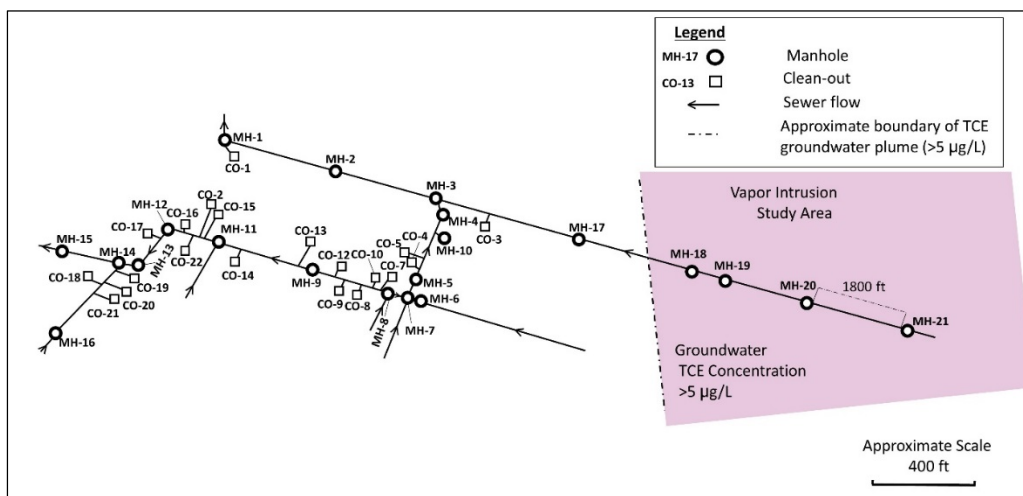 Legend
MH-17
Manhole
CO-13
Clean-out
Sewer flow
Approximate boundary of TCE
groundwater plume (>5 µg/L)
MH-1
CO-1
MH-2
MH-3
MH-4
CO-3
MH-10
MH-17
Vapor Intrusion
Study Area
MH-12
CO-16
CO-2
CO-15
CO-17
MH-11
MH-15
MH-14
MH-13
CO-22
CO-14
CO-13
CO-12
CO-10
CO-5
CO-4
CO-7
MH-5
MH-6
MH-9
CO-9
CO-8
MH-8
MH-7
CO-18
CO-19
CO-20
CO-21
MH-16
MH-18
MH-19
MH-20
1800 ft
MH-21
Groundwater
TCE Concentration
>5 µg/L
Approximate Scale
400 ft